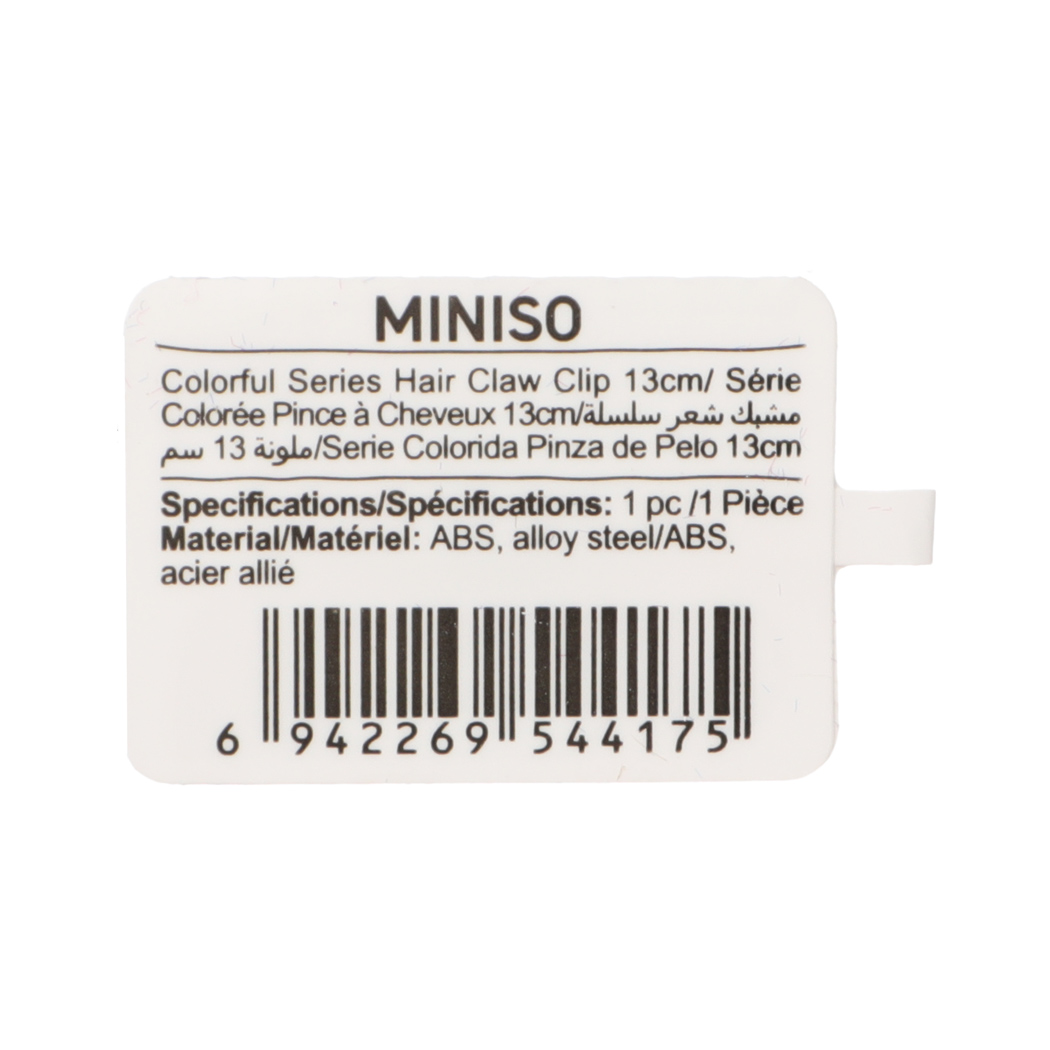 MINISO
Colorful Series Hair Claw Clip 13cm/ Série
Colorée Pince à Cheveux 13cm/مشبك شعر سلسلة
ملونة 13 سم/Serie Colorida Pinza de Pelo 13cm
Specifications/Spécifications: 1 pc /1 Pièce
Material/Matériel: ABS, alloy steel/ABS,
acier allié
6 942269 544175